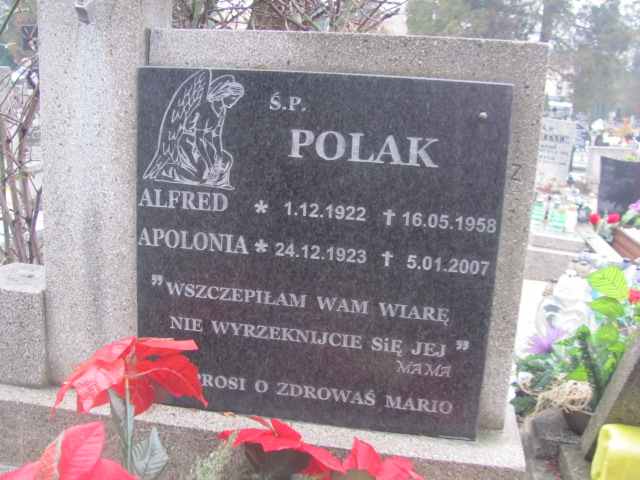 Ś.P.
POLAK
ALFRED * 1.12.1922 † 16.05.1958
APOLONIA * 24.12.1923 † 5.01.2007
"WSZCZEPIŁAM WAM WIARĘ
NIE WYRZEKNIJCIE SiĘ JEJ"
MAMA
PROSI O ZDROWAŚ MARIO